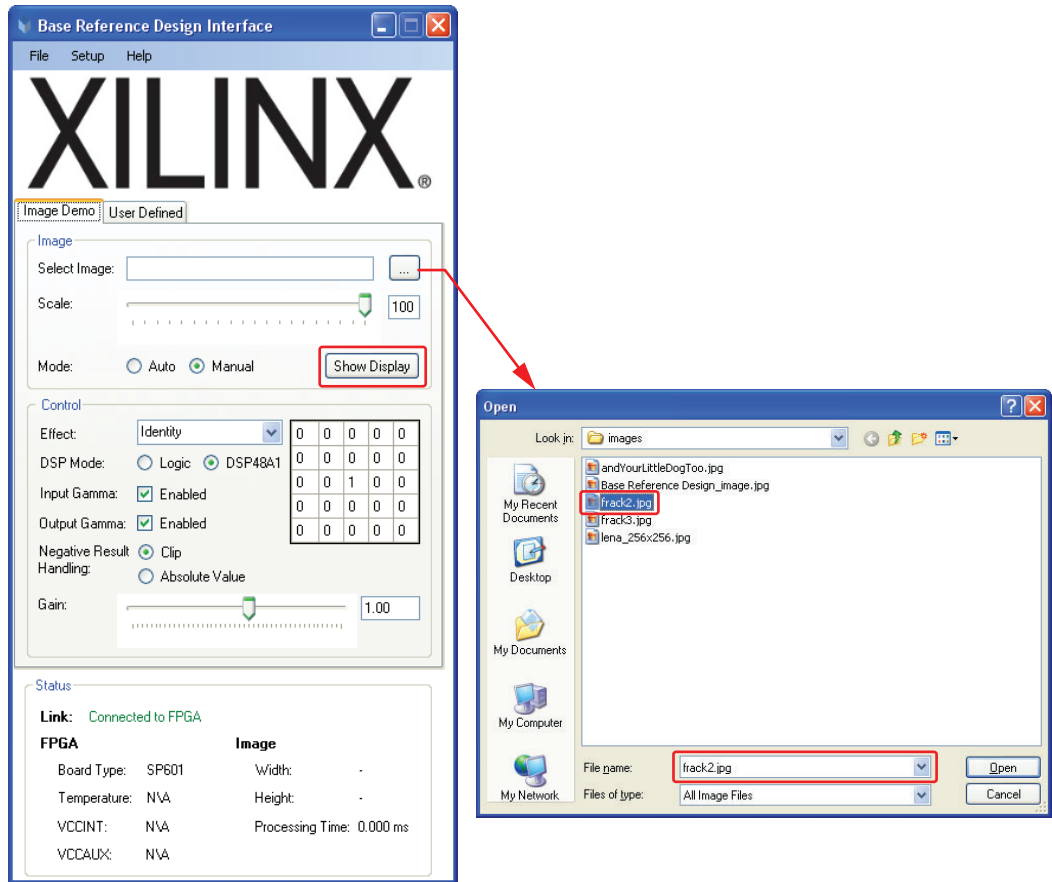 Base Reference Design Interface
File Setup Help
XILINX®
Image Demo User Defined
Image
Select Image: ...
Scale: 100
Mode: Auto Manual Show Display
Control
Effect: Identity
DSP Mode: Logic DSP48A1
Input Gamma: Enabled
Output Gamma: Enabled
Negative Result Handling: Clip
Absolute Value
0 0 0 0 0
0 0 0 0 0
0 0 1 0 0
0 0 0 0 0
0 0 0 0 0
Gain: 1.00
Status
Link: Connected to FPGA
FPGA Image
Board Type: SP601 Width: -
Temperature: N\A Height: -
VCCINT: N\A Processing Time: 0.000 ms
VCCAUX: N\A
Open
Look in: images
My Recent Documents
Desktop
My Documents
My Computer
My Network
andYourLittleDogToo.jpg
Base Reference Design_image.jpg
frack2.jpg
frack3.jpg
lena_256x256.jpg
File name: frack2.jpg Open
Files of type: All Image Files Cancel